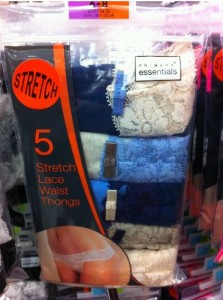 STRETCH
PRIMARK
essentials
5
Stretch
Lace
Waist
Thongs